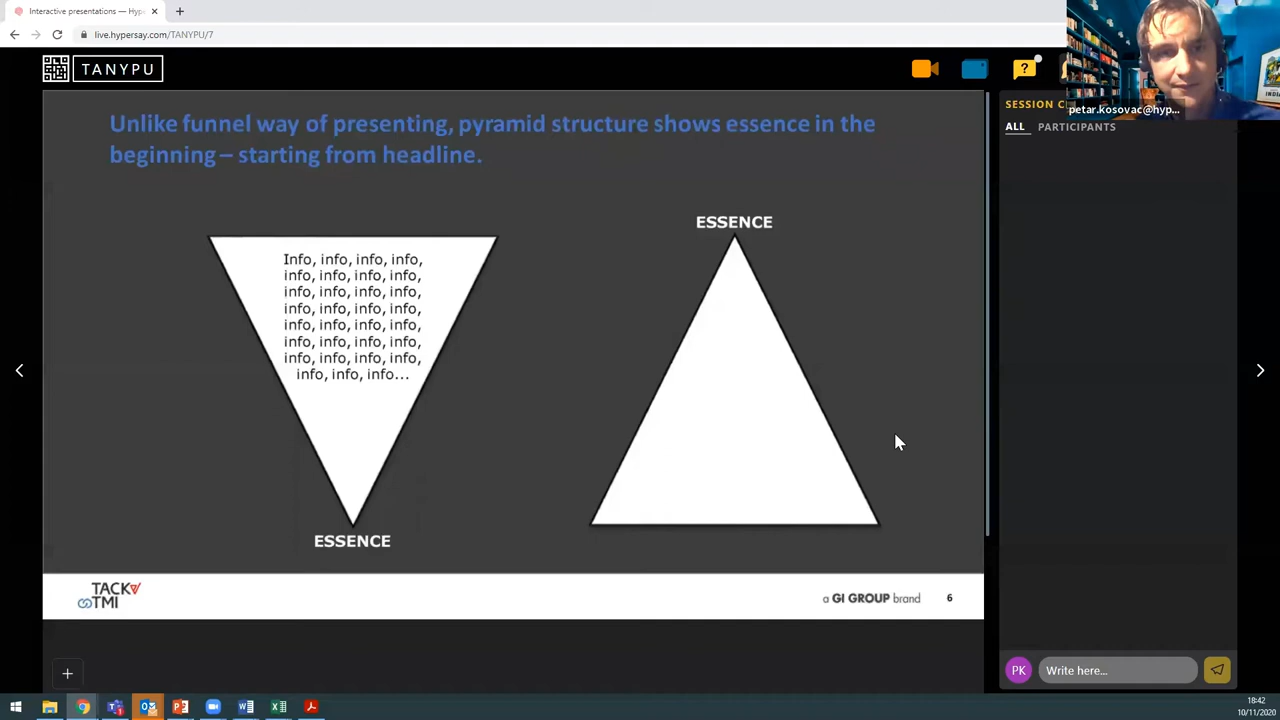 Interactive presentations — Hyp
live.hypersay.com/TANYPU/7
TANYPU
?
SESSION C
petar.kosovac@hyp...
ALL PARTICIPANTS
Unlike funnel way of presenting, pyramid structure shows essence in the
beginning – starting from headline.
ESSENCE
Info, info, info, info,
info, info, info, info,
info, info, info, info,
info, info, info, info,
info, info, info, info,
info, info, info, info,
info, info, info, info,
info, info, info...
ESSENCE
TACK
TMI
a GI GROUP brand
6
PK
Write here...
18:42
10/11/2020